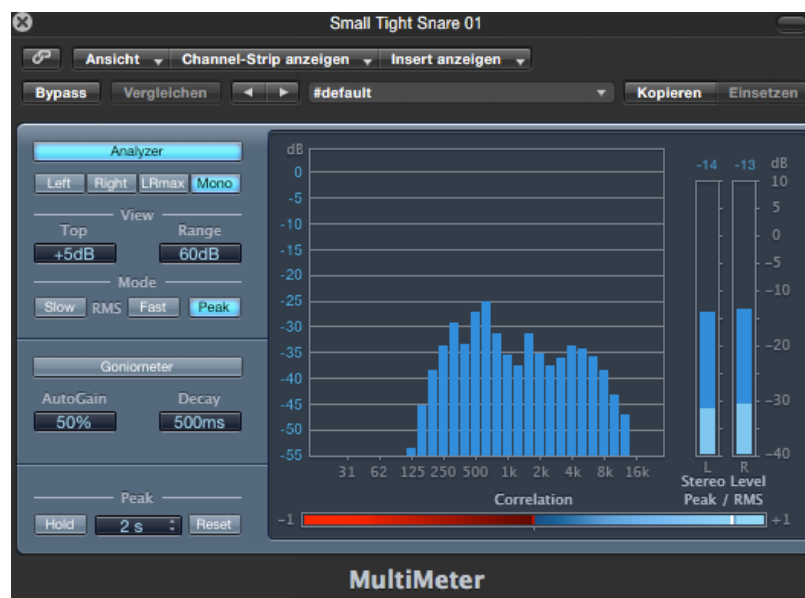 Small Tight Snare 01
Ansicht Channel-Strip anzeigen Insert anzeigen
Bypass Vergleichen #default Kopieren Einsetzen
Analyzer
Left Right LRmax Mono
View
Top Range
+5dB 60dB
Mode
Slow RMS Fast Peak
Goniometer
AutoGain Decay
50% 500ms
Peak
Hold 2 s Reset
dB
0
-5
-10
-15
-20
-25
-30
-35
-40
-45
-50
-55
31 62 125 250 500 1k 2k 4k 8k 16k
-14 -13 dB
10
5
0
-5
-10
-20
-30
-40
L R
Stereo Level
Peak / RMS
Correlation
-1 +1
MultiMeter